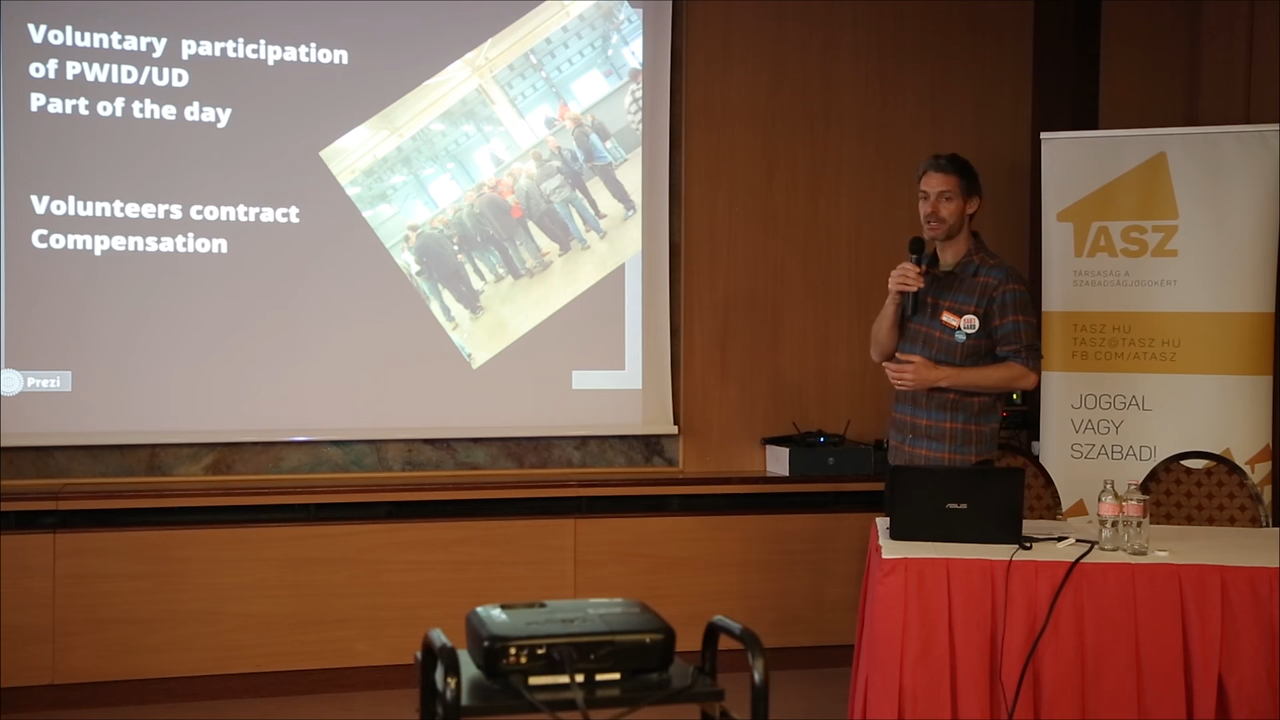 Voluntary participation
of PWID/UD
Part of the day
Volunteers contract
Compensation
Prezi
TASZ
TÁRSASÁG A
SZABADSÁGJOGOKÉRT
TASZ.HU
TASZ@TASZ.HU
FB.COM/ATASZ
JOGGAL
VAGY
SZABAD!
ASUS